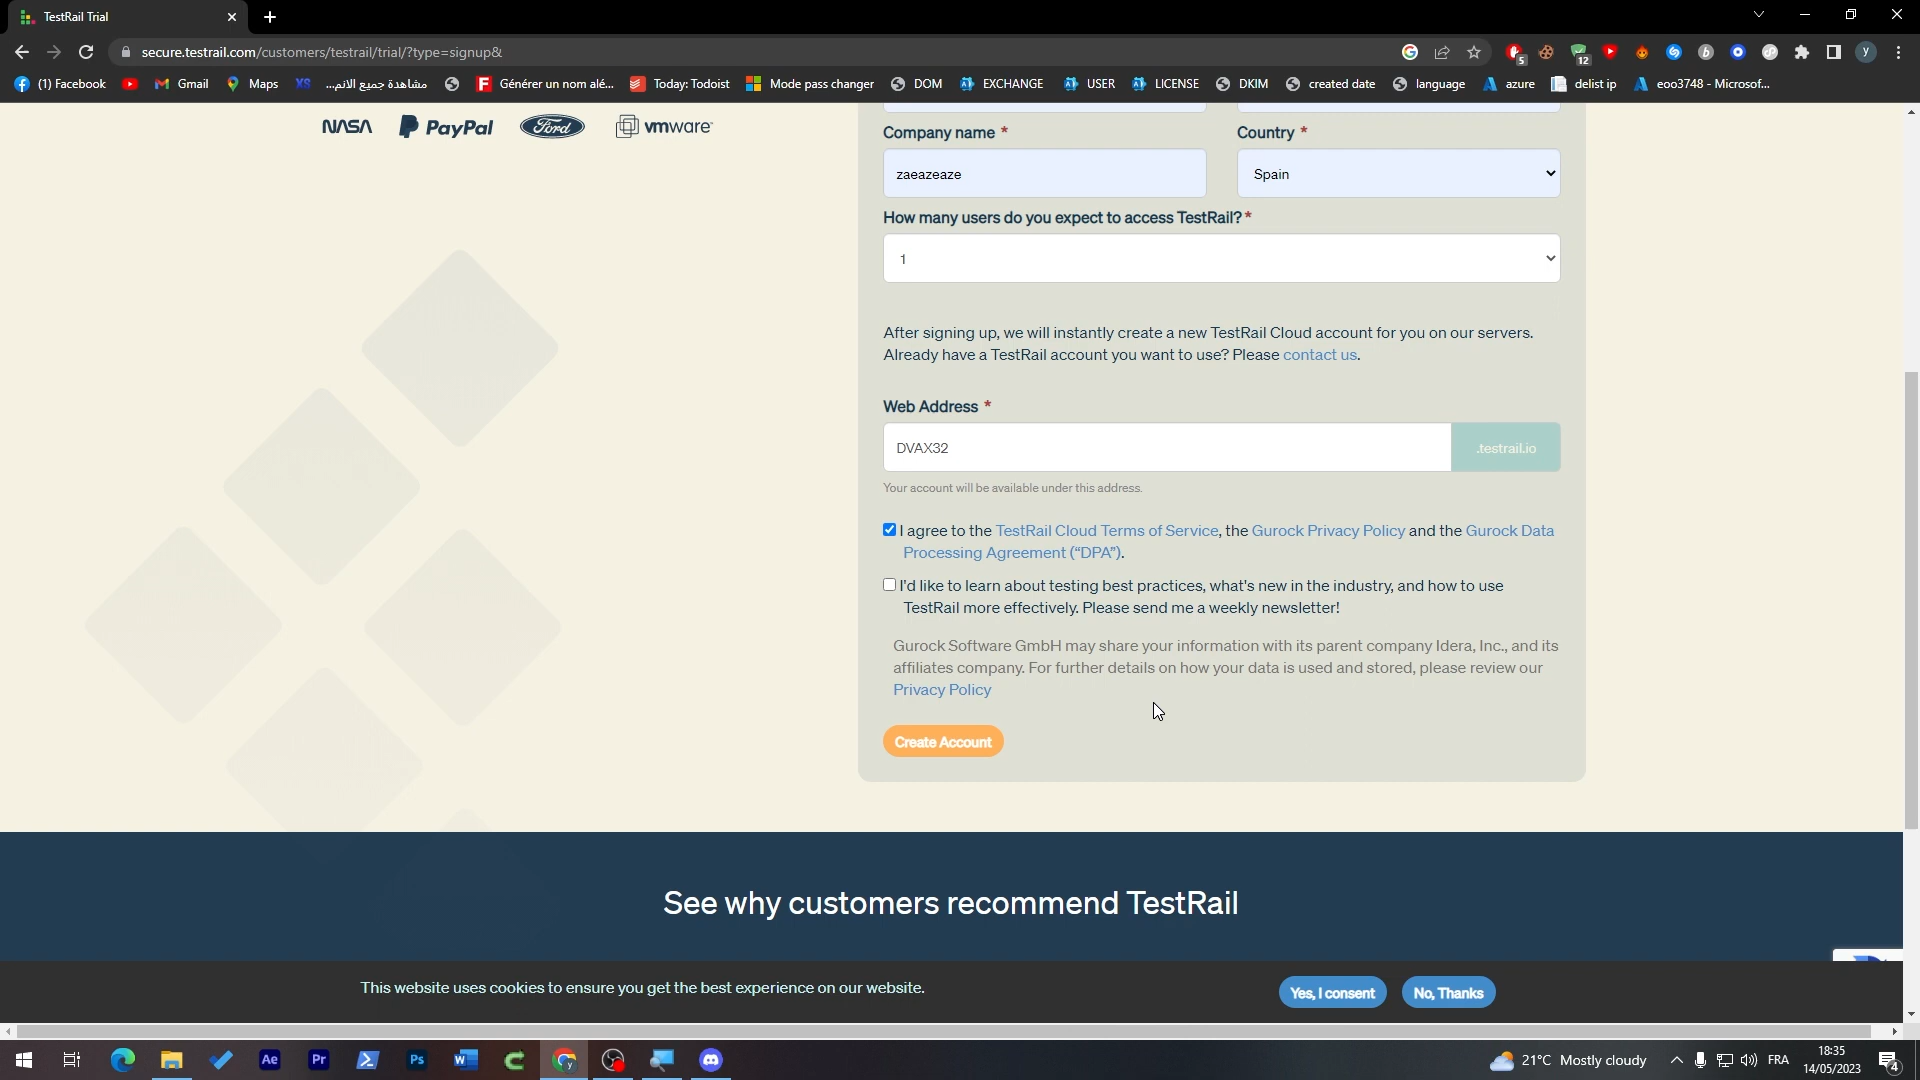 TestRail Trial
secure.testrail.com/customers/testrail/trial/?type=signup&
5
12
y
(1) Facebook
Gmail
Maps
XS
مشاهدة جميع الانم...
Générer un nom alé...
Today: Todoist
Mode pass changer
DOM
EXCHANGE
USER
LICENSE
DKIM
created date
language
azure
delist ip
eoo3748 - Microsof...
NASA
PayPal
Ford
vmware
Company name *
Country *
zaeazeaze
Spain
How many users do you expect to access TestRail? *
1
After signing up, we will instantly create a new TestRail Cloud account for you on our servers.
Already have a TestRail account you want to use? Please contact us.
Web Address *
DVAX32
.testrail.io
Your account will be available under this address.
I agree to the TestRail Cloud Terms of Service, the Gurock Privacy Policy and the Gurock Data
Processing Agreement (“DPA”).
I'd like to learn about testing best practices, what's new in the industry, and how to use
TestRail more effectively. Please send me a weekly newsletter!
Gurock Software GmbH may share your information with its parent company Idera, Inc., and its
affiliates company. For further details on how your data is used and stored, please review our
Privacy Policy
Create Account
See why customers recommend TestRail
This website uses cookies to ensure you get the best experience on our website.
Yes, I consent
No, Thanks
Ae
Pr
Ps
W
21°C Mostly cloudy
FRA
18:35
14/05/2023
4